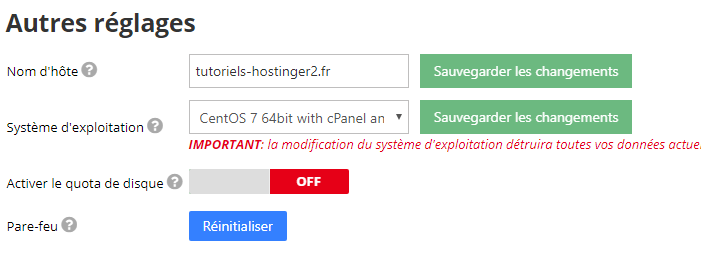 Autres réglages
Nom d'hôte ? tutoriels-hostinger2.fr Sauvegarder les changements
Système d'exploitation ? CentOS 7 64bit with cPanel an Sauvegarder les changements
IMPORTANT: la modification du système d'exploitation détruira toutes vos données actue
Activer le quota de disque ? OFF
Pare-feu ? Réinitialiser